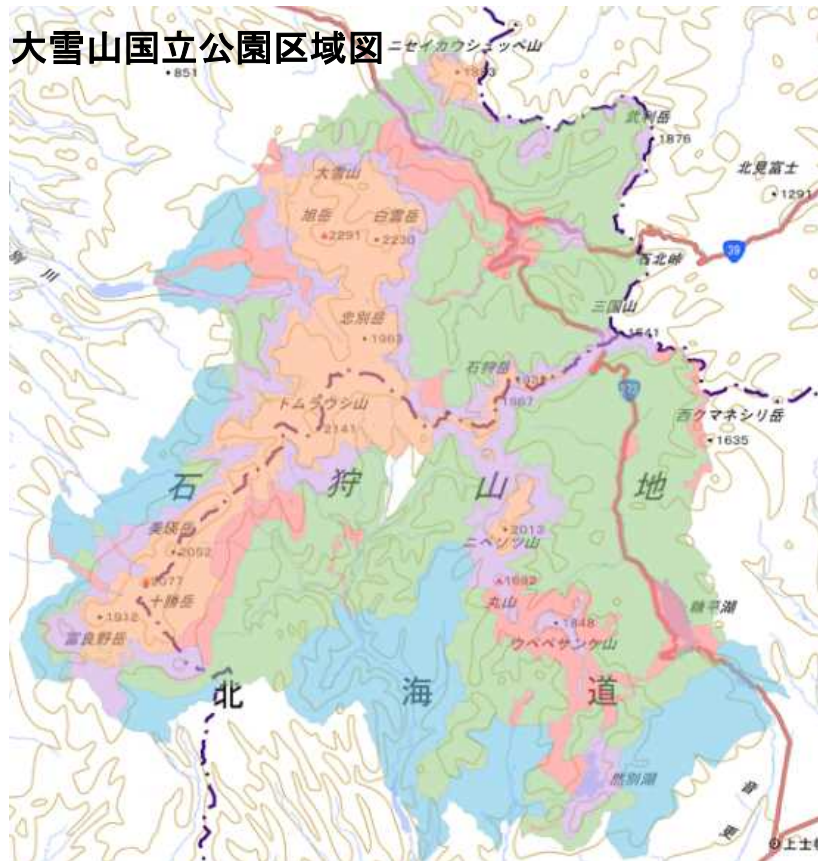 大雪山国立公園区域図
ニセイカウシュッペ山
851
武利岳
1876
北見富士
1291
大雪山
旭岳
白雲岳
2291
2230
39
石北峠
三国山
1541
忠別岳
1963
石狩岳
1967
273
トムラウシ山
2141
西クマネシリ岳
1635
石狩山地
美瑛岳
2052
2013
ニペソツ山
2077
十勝岳
1692
丸山
1912
富良野岳
1848
ウペペサンケ山
糠平湖
北海道
然別湖
音更